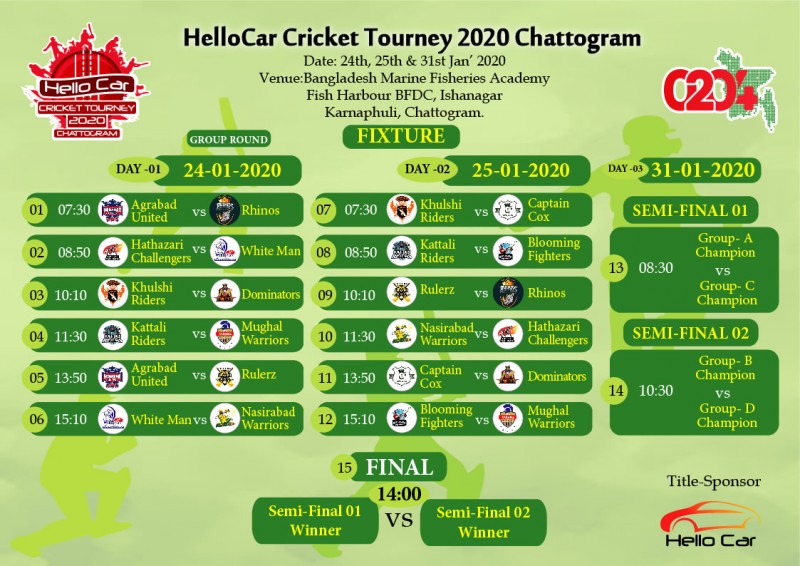 HelloCar Cricket Tourney 2020 Chattogram
Date: 24th, 25th & 31st Jan' 2020
Venue:Bangladesh Marine Fisheries Academy
Fish Harbour BFDC, Ishanagar
Karnaphuli, Chattogram.
Hello Car
CRICKET TOURNEY
2020
CHATTOGRAM
0204
GROUP ROUND
FIXTURE
DAY -01 24-01-2020
01 07:30 Agrabad United vs Rhinos
02 08:50 Hathazari Challengers vs White Man
03 10:10 Khulshi Riders vs Dominators
04 11:30 Kattali Riders vs Mughal Warriors
05 13:50 Agrabad United vs Rulerz
06 15:10 White Man vs Nasirabad Warriors
DAY -02 25-01-2020
07 07:30 Khulshi Riders vs Captain Cox
08 08:50 Kattali Riders vs Blooming Fighters
09 10:10 Rulerz vs Rhinos
10 11:30 Nasirabad Warriors vs Hathazari Challengers
11 13:50 Captain Cox vs Dominators
12 15:10 Blooming Fighters vs Mughal Warriors
DAY -03 31-01-2020
SEMI-FINAL 01
13 08:30 Group- A Champion vs Group- C Champion
SEMI-FINAL 02
14 10:30 Group- B Champion vs Group- D Champion
15 FINAL
14:00
Semi-Final 01 Winner VS Semi-Final 02 Winner
Title-Sponsor
Hello Car